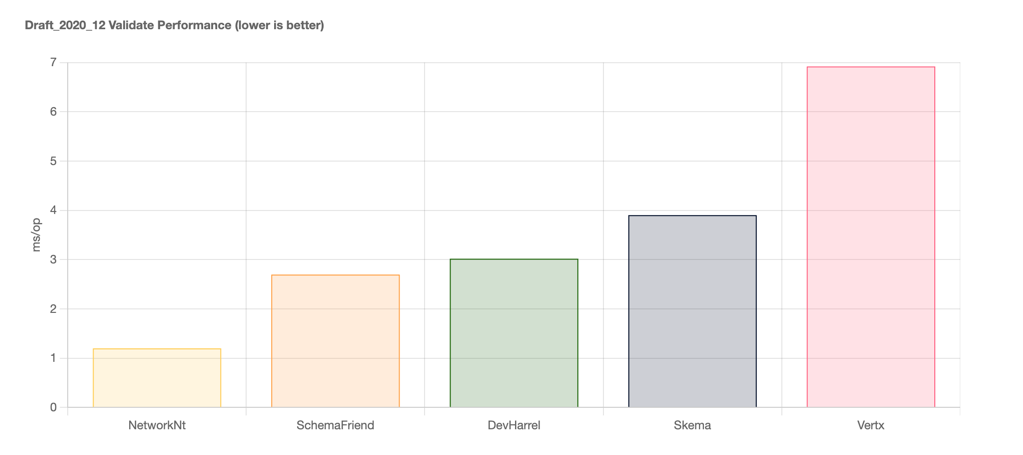 Draft_2020_12 Validate Performance (lower is better)
7
6
5
4
3
2
1
0
ms/op
NetworkNt
SchemaFriend
DevHarrel
Skema
Vertx